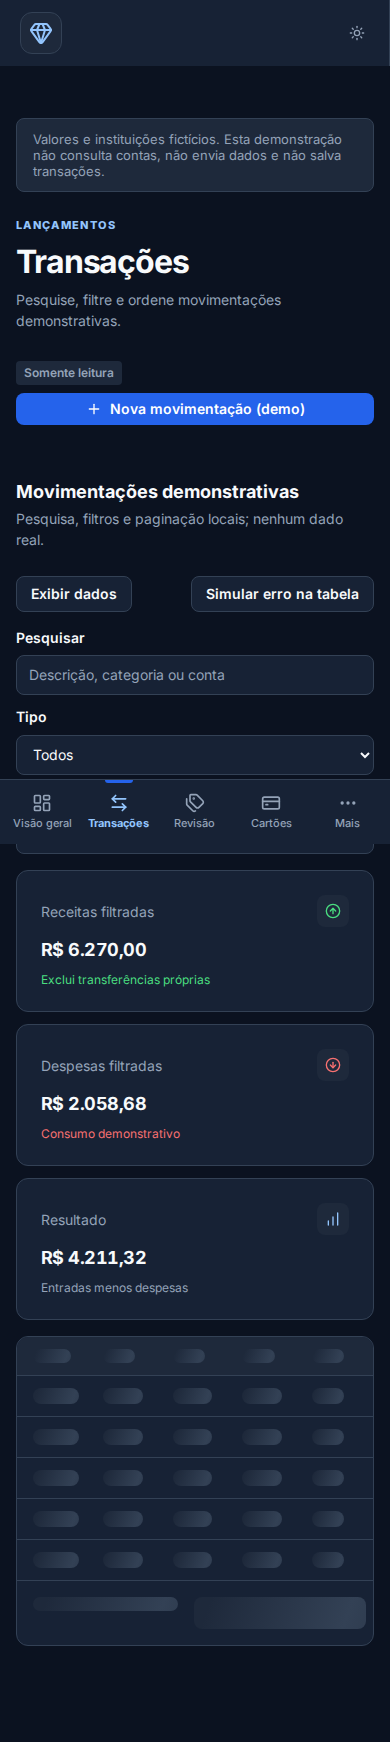 Valores e instituições fictícios. Esta demonstração
não consulta contas, não envia dados e não salva
transações.
LANÇAMENTOS
Transações
Pesquise, filtre e ordene movimentações
demonstrativas.
Somente leitura
Nova movimentação (demo)
Movimentações demonstrativas
Pesquisa, filtros e paginação locais; nenhum dado
real.
Exibir dados
Simular erro na tabela
Pesquisar
Descrição, categoria ou conta
Tipo
Todos
Visão geral
Transações
Revisão
Cartões
Mais
Receitas filtradas
R$ 6.270,00
Exclui transferências próprias
Despesas filtradas
R$ 2.058,68
Consumo demonstrativo
Resultado
R$ 4.211,32
Entradas menos despesas